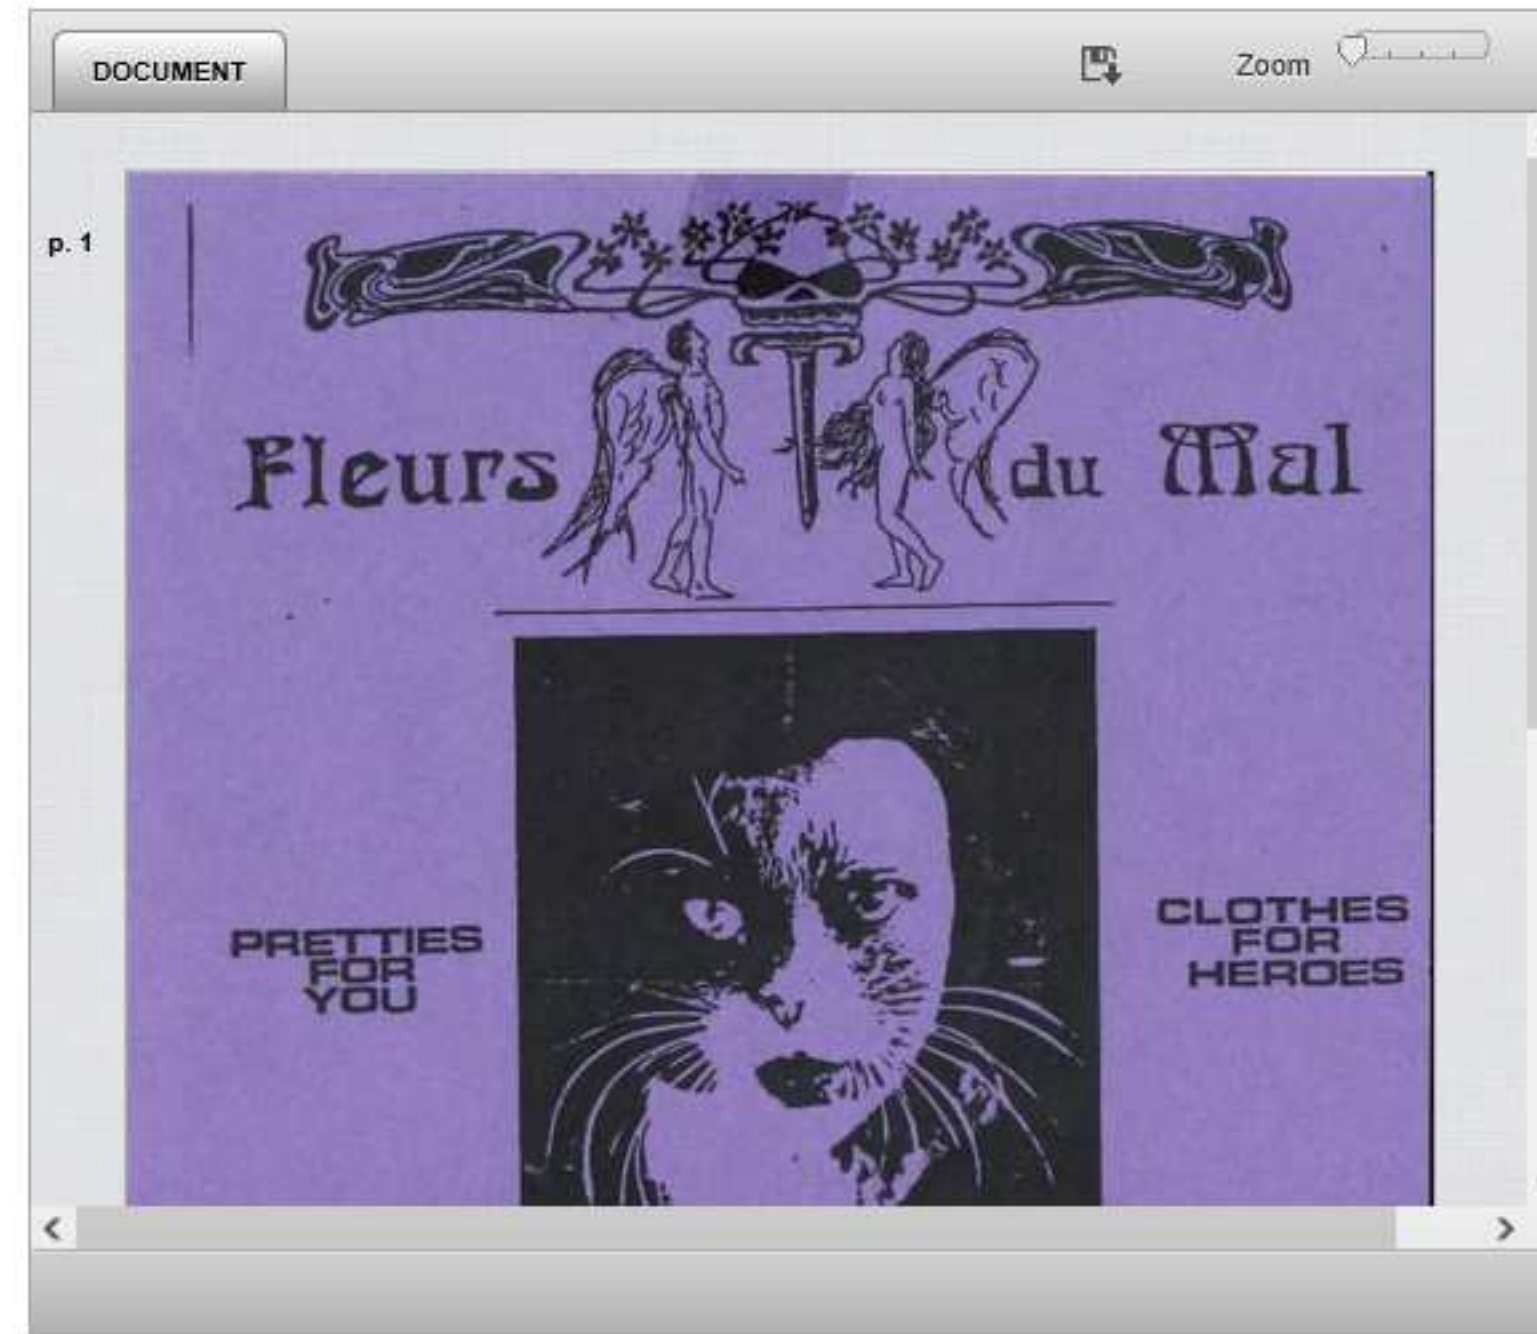 DOCUMENT
Zoom
p. 1
Fleurs du Mal
PRETTIES
FOR
YOU
CLOTHES
FOR
HEROES